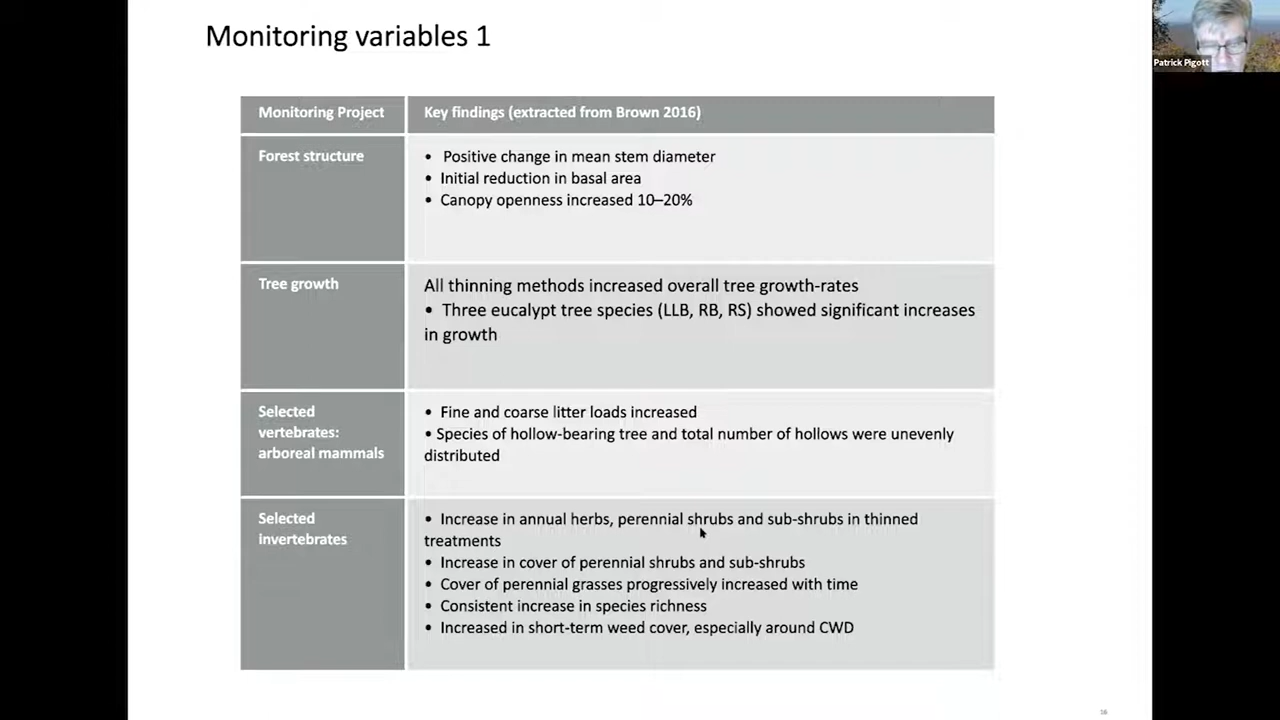 Monitoring variables 1
Patrick Pigott
Monitoring Project
Key findings (extracted from Brown 2016)
Forest structure
• Positive change in mean stem diameter
• Initial reduction in basal area
• Canopy openness increased 10–20%
Tree growth
All thinning methods increased overall tree growth-rates
• Three eucalypt tree species (LLB, RB, RS) showed significant increases
in growth
Selected
vertebrates:
arboreal mammals
• Fine and coarse litter loads increased
• Species of hollow-bearing tree and total number of hollows were unevenly
distributed
Selected
invertebrates
• Increase in annual herbs, perennial shrubs and sub-shrubs in thinned
treatments
• Increase in cover of perennial shrubs and sub-shrubs
• Cover of perennial grasses progressively increased with time
• Consistent increase in species richness
• Increased in short-term weed cover, especially around CWD
16